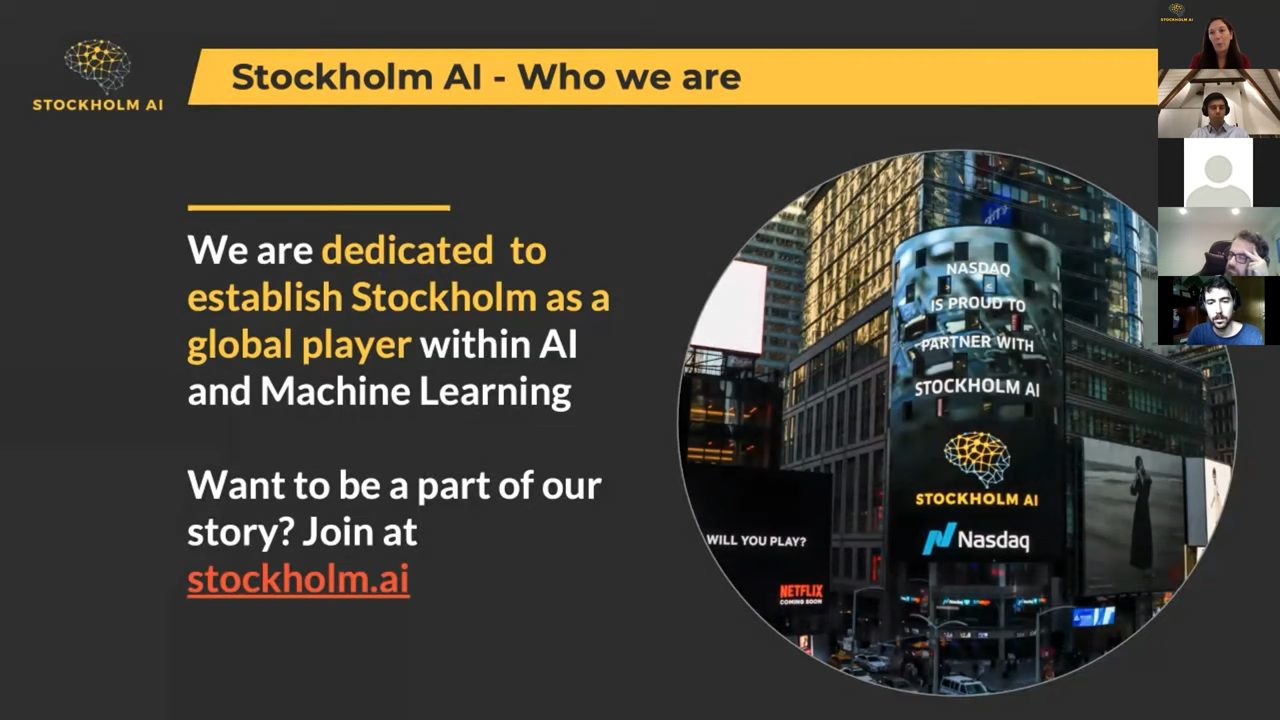 STOCKHOLM AI
Stockholm AI - Who we are
STOCKHOLM AI
We are dedicated to
establish Stockholm as a
global player within AI
and Machine Learning
Want to be a part of our
story? Join at
stockholm.ai
NASDAQ
IS PROUD TO
PARTNER WITH
STOCKHOLM AI
STOCKHOLM AI
Nasdaq
WILL YOU PLAY?
NETFLIX
COMING SOON